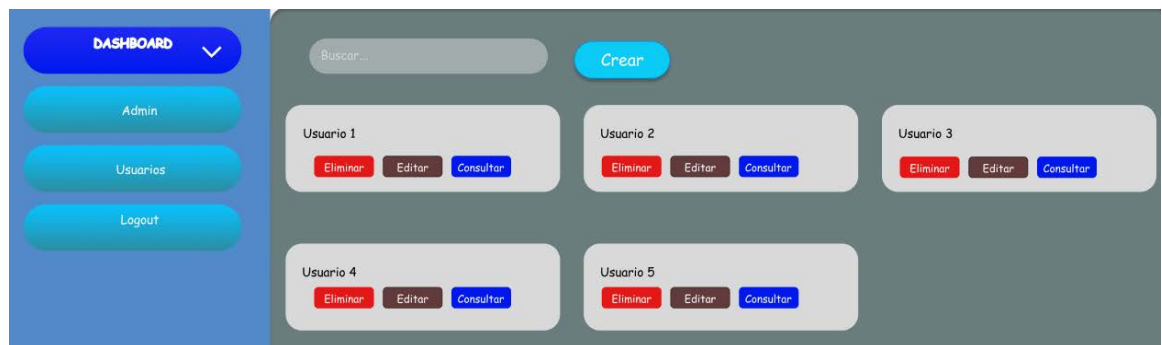 DASHBOARD
Admin
Usuarios
Logout
Buscar...
Crear
Usuario 1
Eliminar Editar Consultar
Usuario 2
Eliminar Editar Consultar
Usuario 3
Eliminar Editar Consultar
Usuario 4
Eliminar Editar Consultar
Usuario 5
Eliminar Editar Consultar